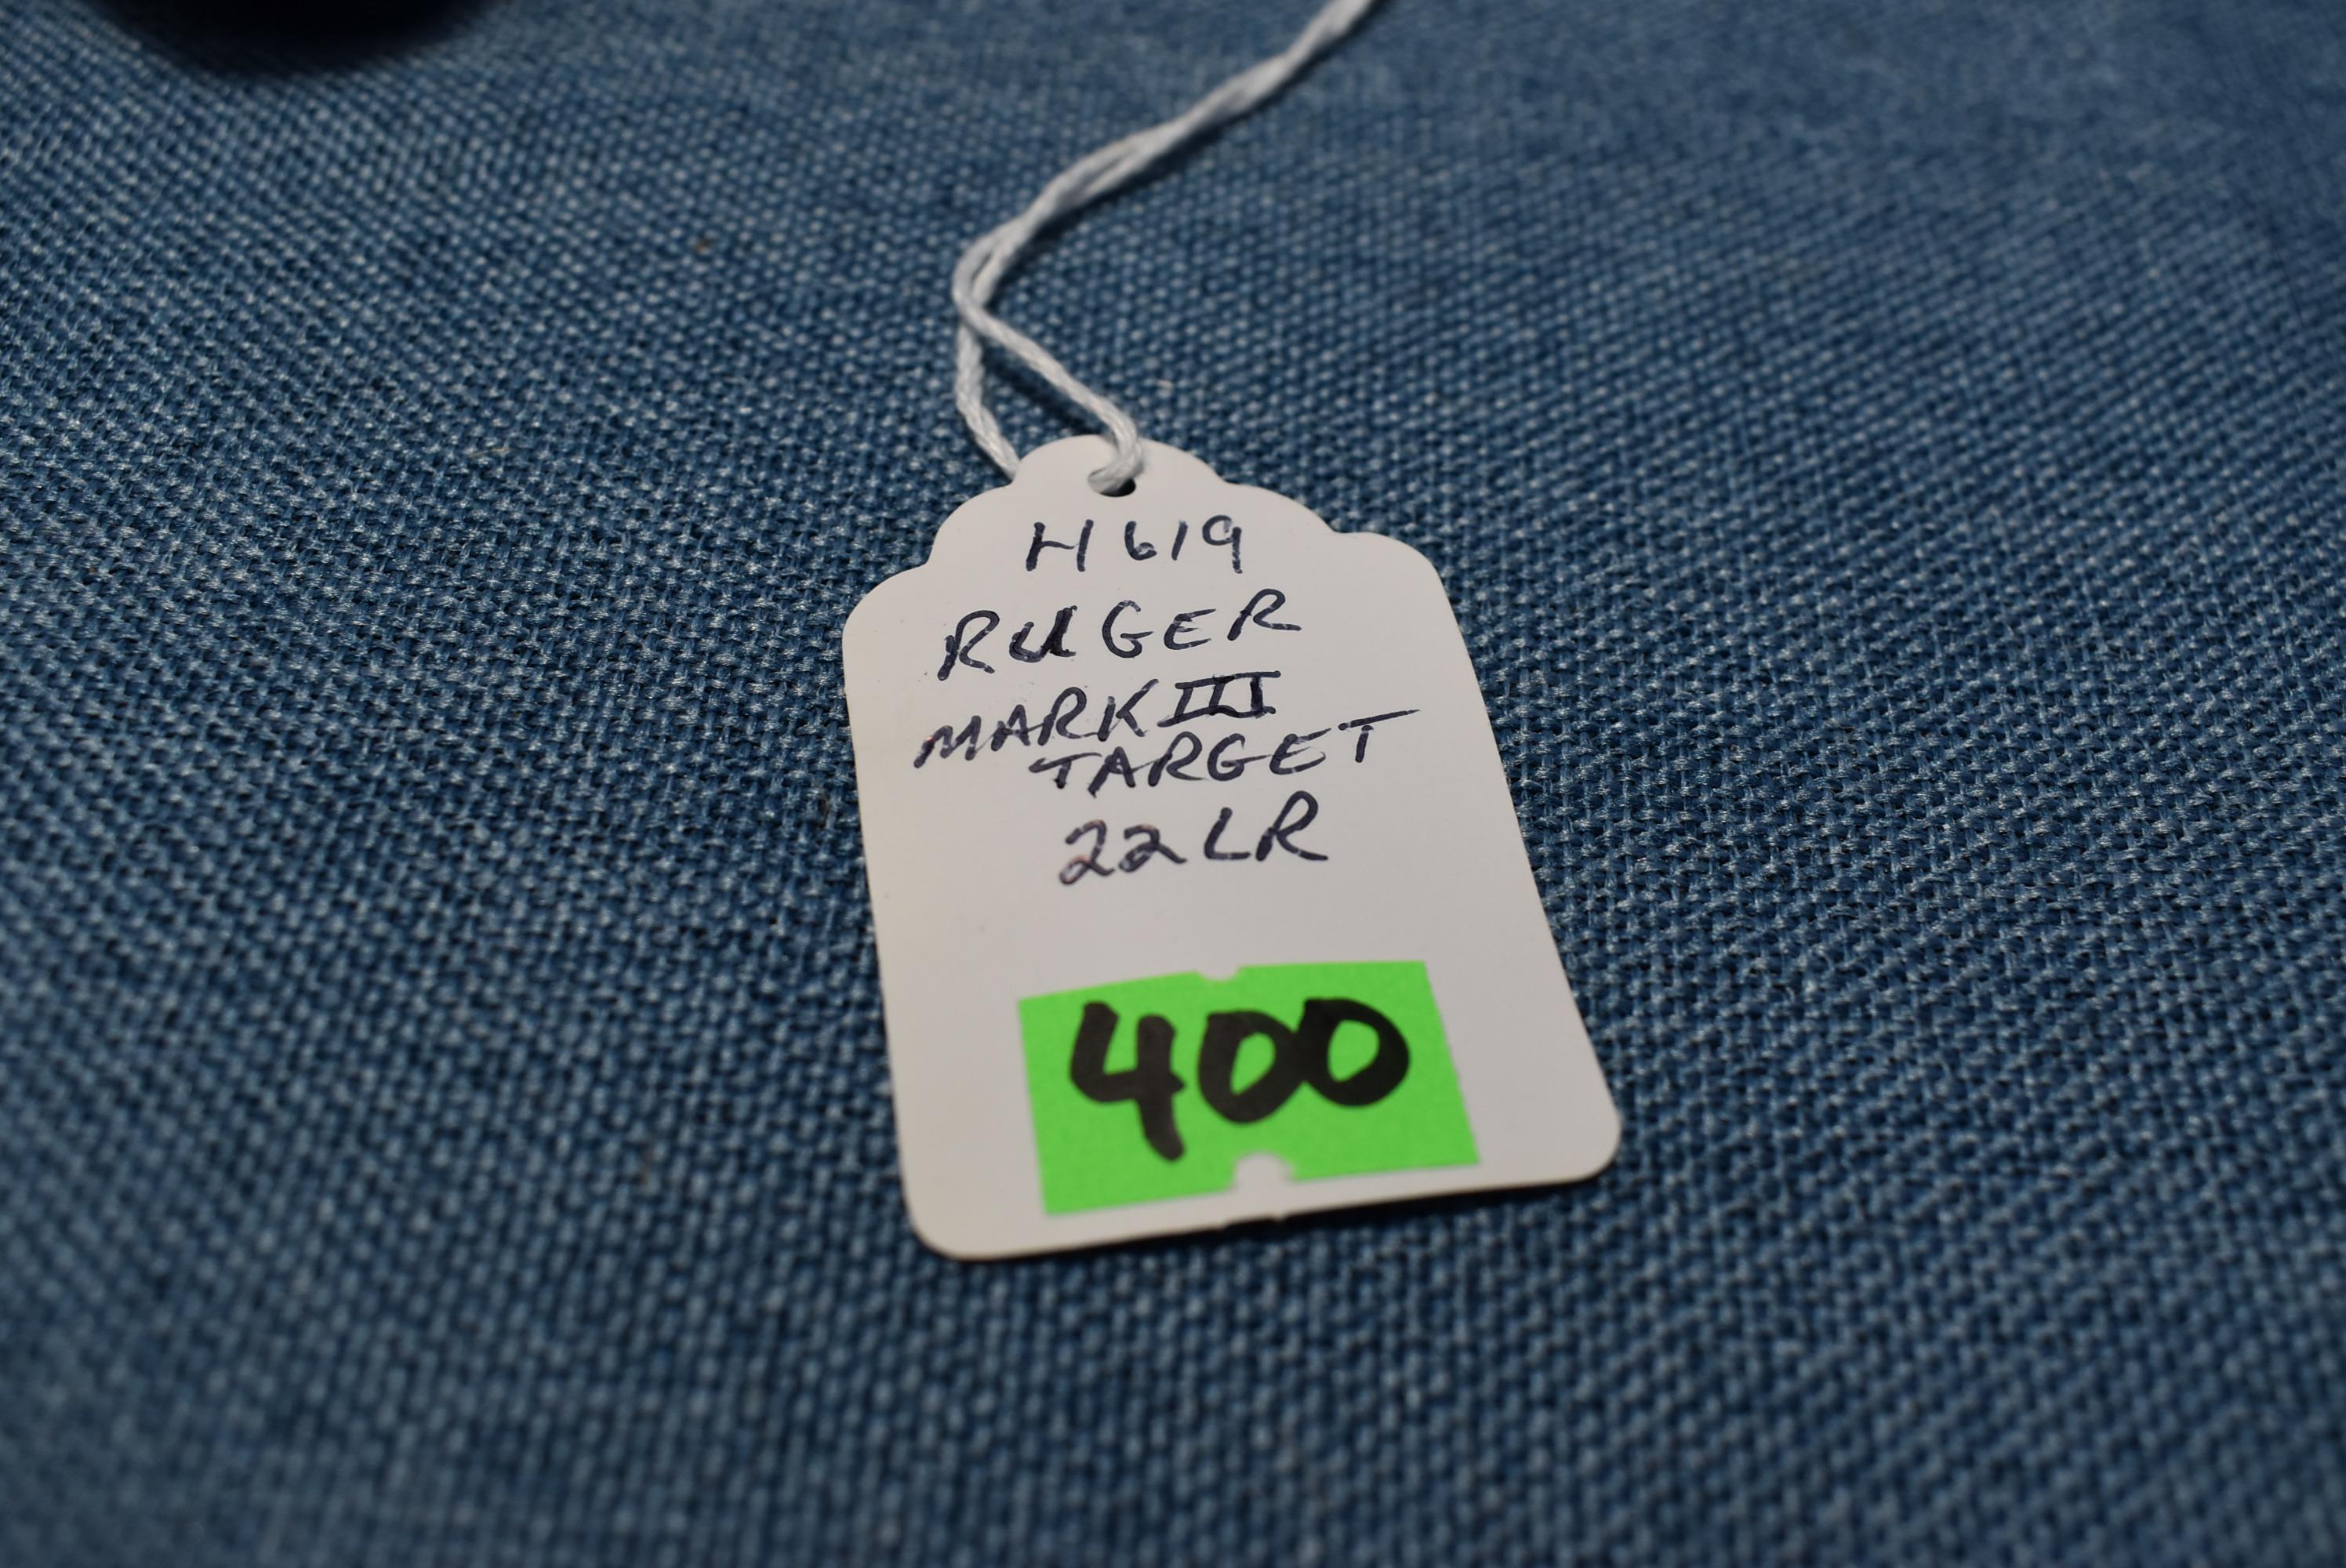 H619
RUGER
MARK III
TARGET
22LR
400